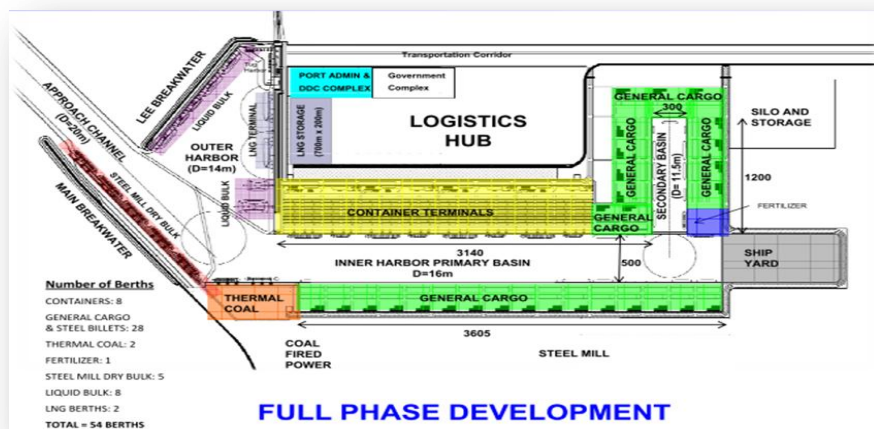 Transportation Corridor
LEE BREAKWATER
PORT ADMIN &
DDC COMPLEX
Government
Complex
GENERAL CARGO
300
APPROACH CHANNEL
(D=20m)
LIQUID BULK
LNG TERMINAL
LNG STORAGE
(700m x 200m)
LOGISTICS
HUB
GENERAL CARGO
SECONDARY BASIN
(D= 11.5m)
GENERAL CARGO
SILO AND
STORAGE
OUTER
HARBOR
(D=14m)
1200
STEEL MILL DRY BULK
LIQUID BULK
CONTAINER TERMINALS
GENERAL
CARGO
FERTILIZER
MAIN BREAKWATER
3140
INNER HARBOR PRIMARY BASIN
D=16m
500
SHIP
YARD
Number of Berths
CONTAINERS: 8
GENERAL CARGO
& STEEL BILLETS: 28
THERMAL COAL: 2
FERTILIZER: 1
STEEL MILL DRY BULK: 5
LIQUID BULK: 8
LNG BERTHS: 2
TOTAL = 54 BERTHS
THERMAL
COAL
GENERAL CARGO
3605
COAL
FIRED
POWER
STEEL MILL
FULL PHASE DEVELOPMENT